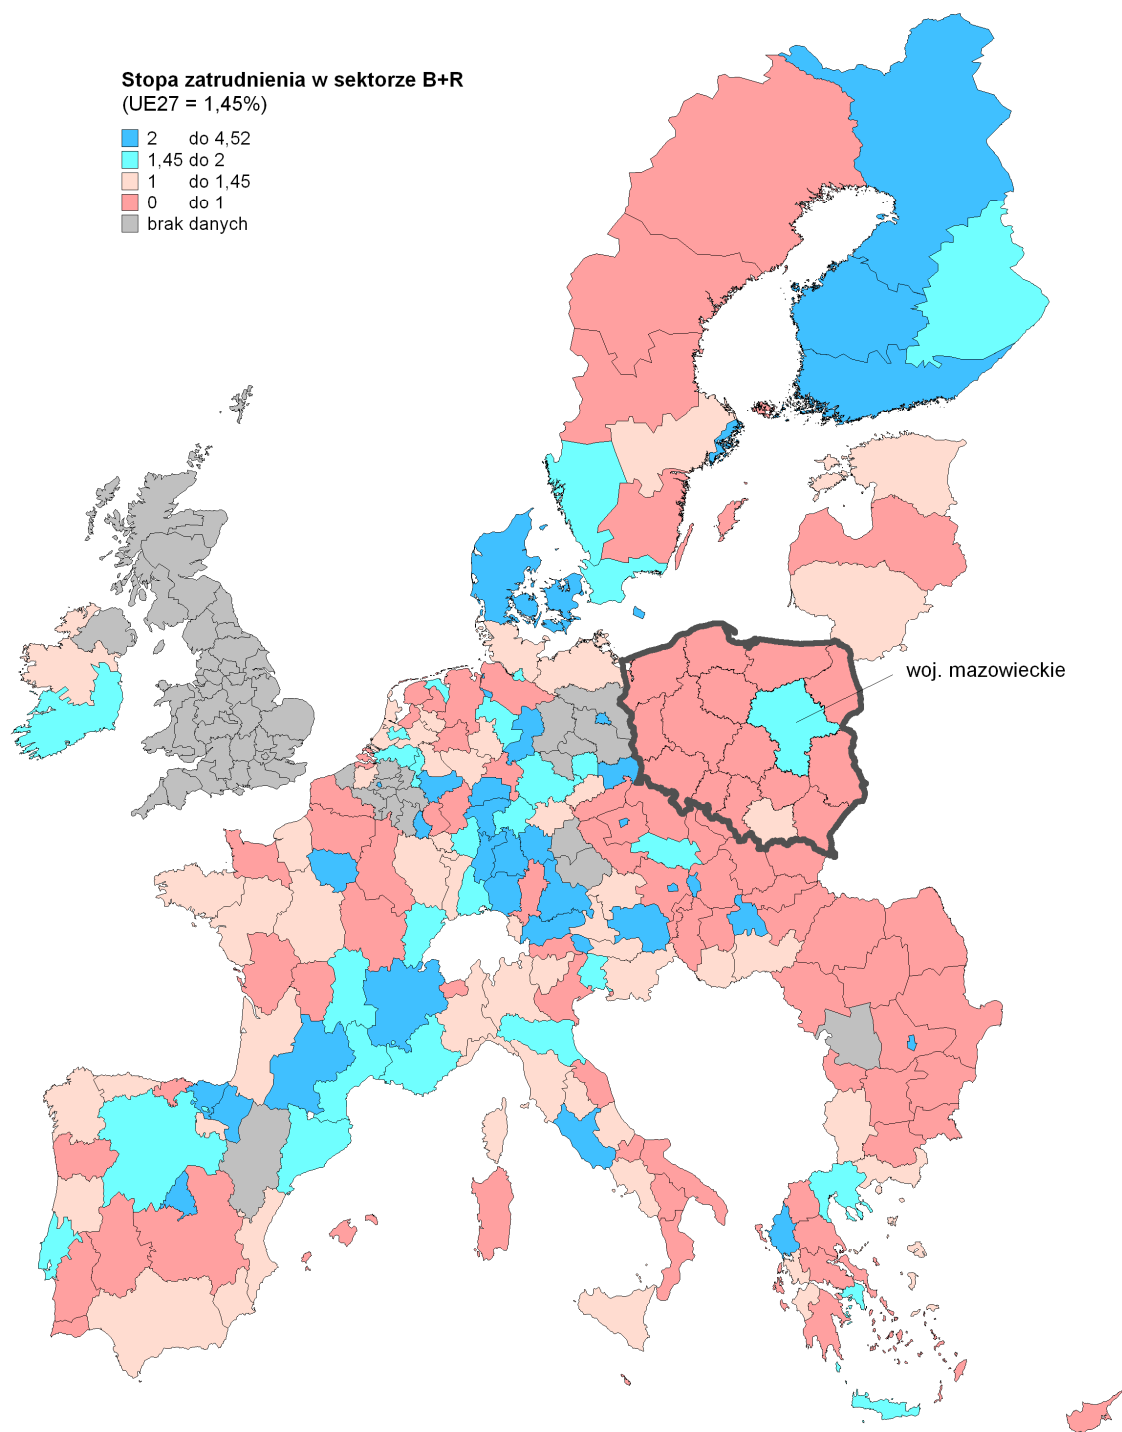 Stopa zatrudnienia w sektorze B+R
(UE27 = 1,45%)
2 do 4,52
1,45 do 2
1 do 1,45
0 do 1
brak danych
woj. mazowieckie